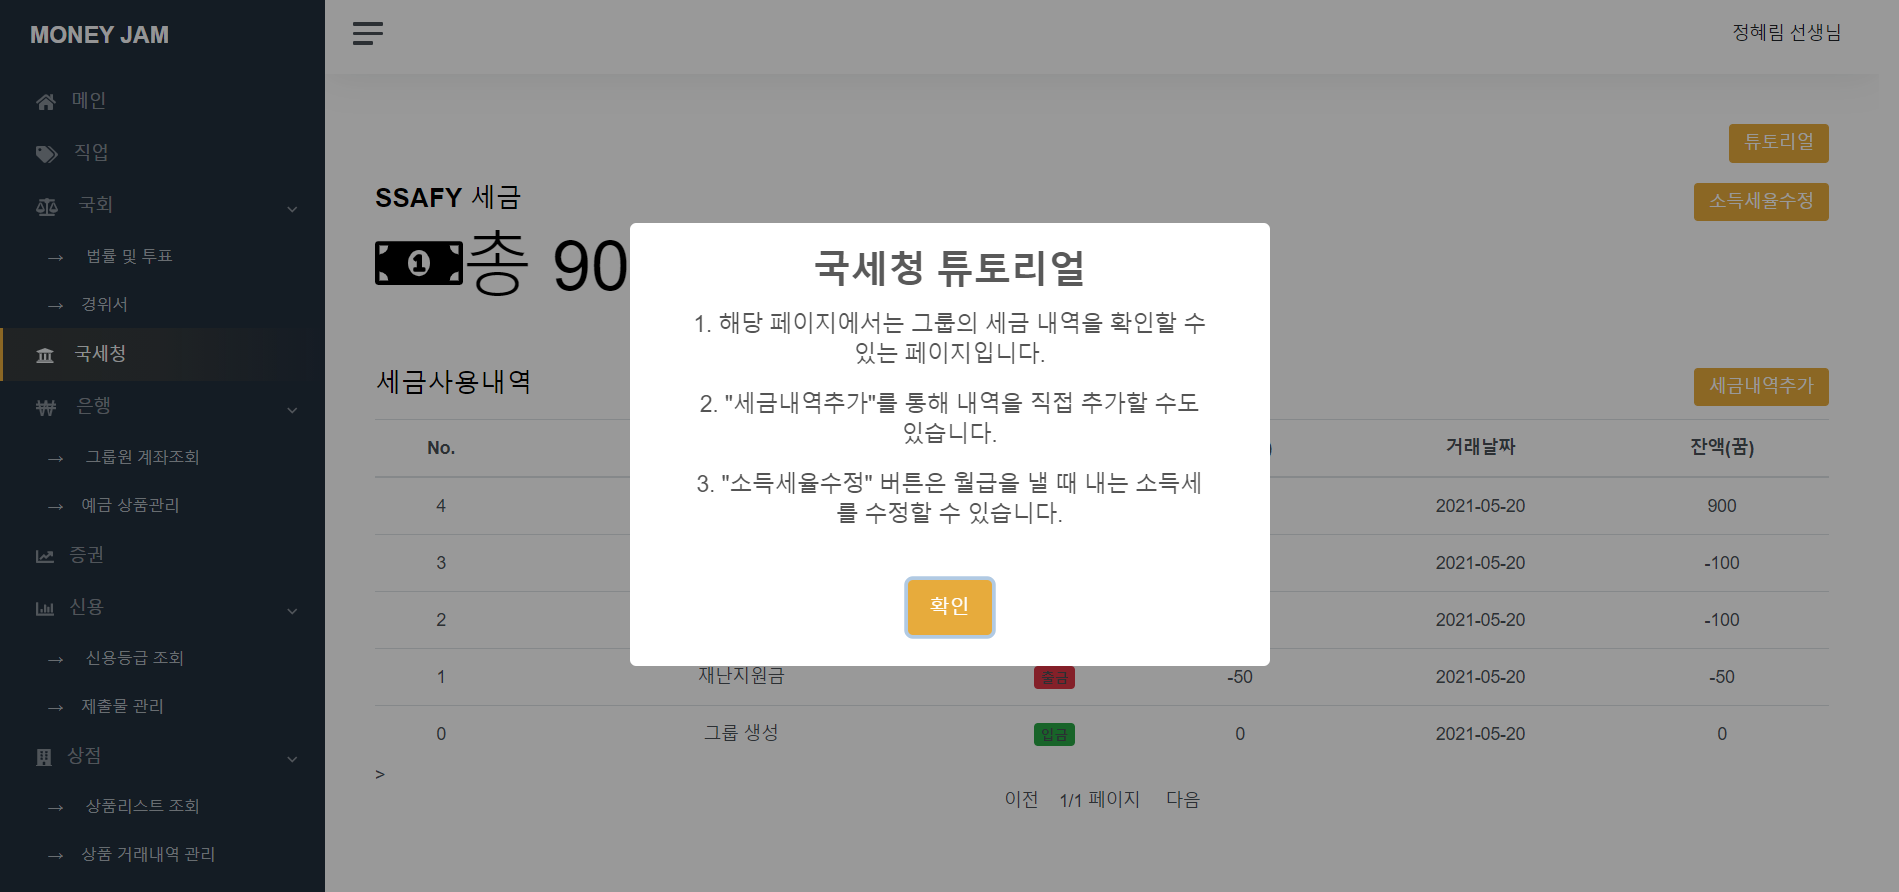 MONEY JAM
정혜림 선생님
메인
직업
국회
→ 법률 및 투표
→ 경위서
국세청
은행
→ 그룹원 계좌조회
→ 예금 상품관리
증권
신용
→ 신용등급 조회
→ 제출물 관리
상점
→ 상품리스트 조회
→ 상품 거래내역 관리
튜토리얼
SSAFY 세금
소득세율수정
총 90
국세청 튜토리얼
1. 해당 페이지에서는 그룹의 세금 내역을 확인할 수
있는 페이지입니다.
2. "세금내역추가"를 통해 내역을 직접 추가할 수도
있습니다.
3. "소득세율수정" 버튼은 월급을 낼 때 내는 소득세
를 수정할 수 있습니다.
확인
세금사용내역
세금내역추가
No. ) 거래날짜 잔액(꿈)
4 2021-05-20 900
3 2021-05-20 -100
2 2021-05-20 -100
1 재난지원금 출금 -50 2021-05-20 -50
0 그룹 생성 입금 0 2021-05-20 0
>
이전 1/1 페이지 다음